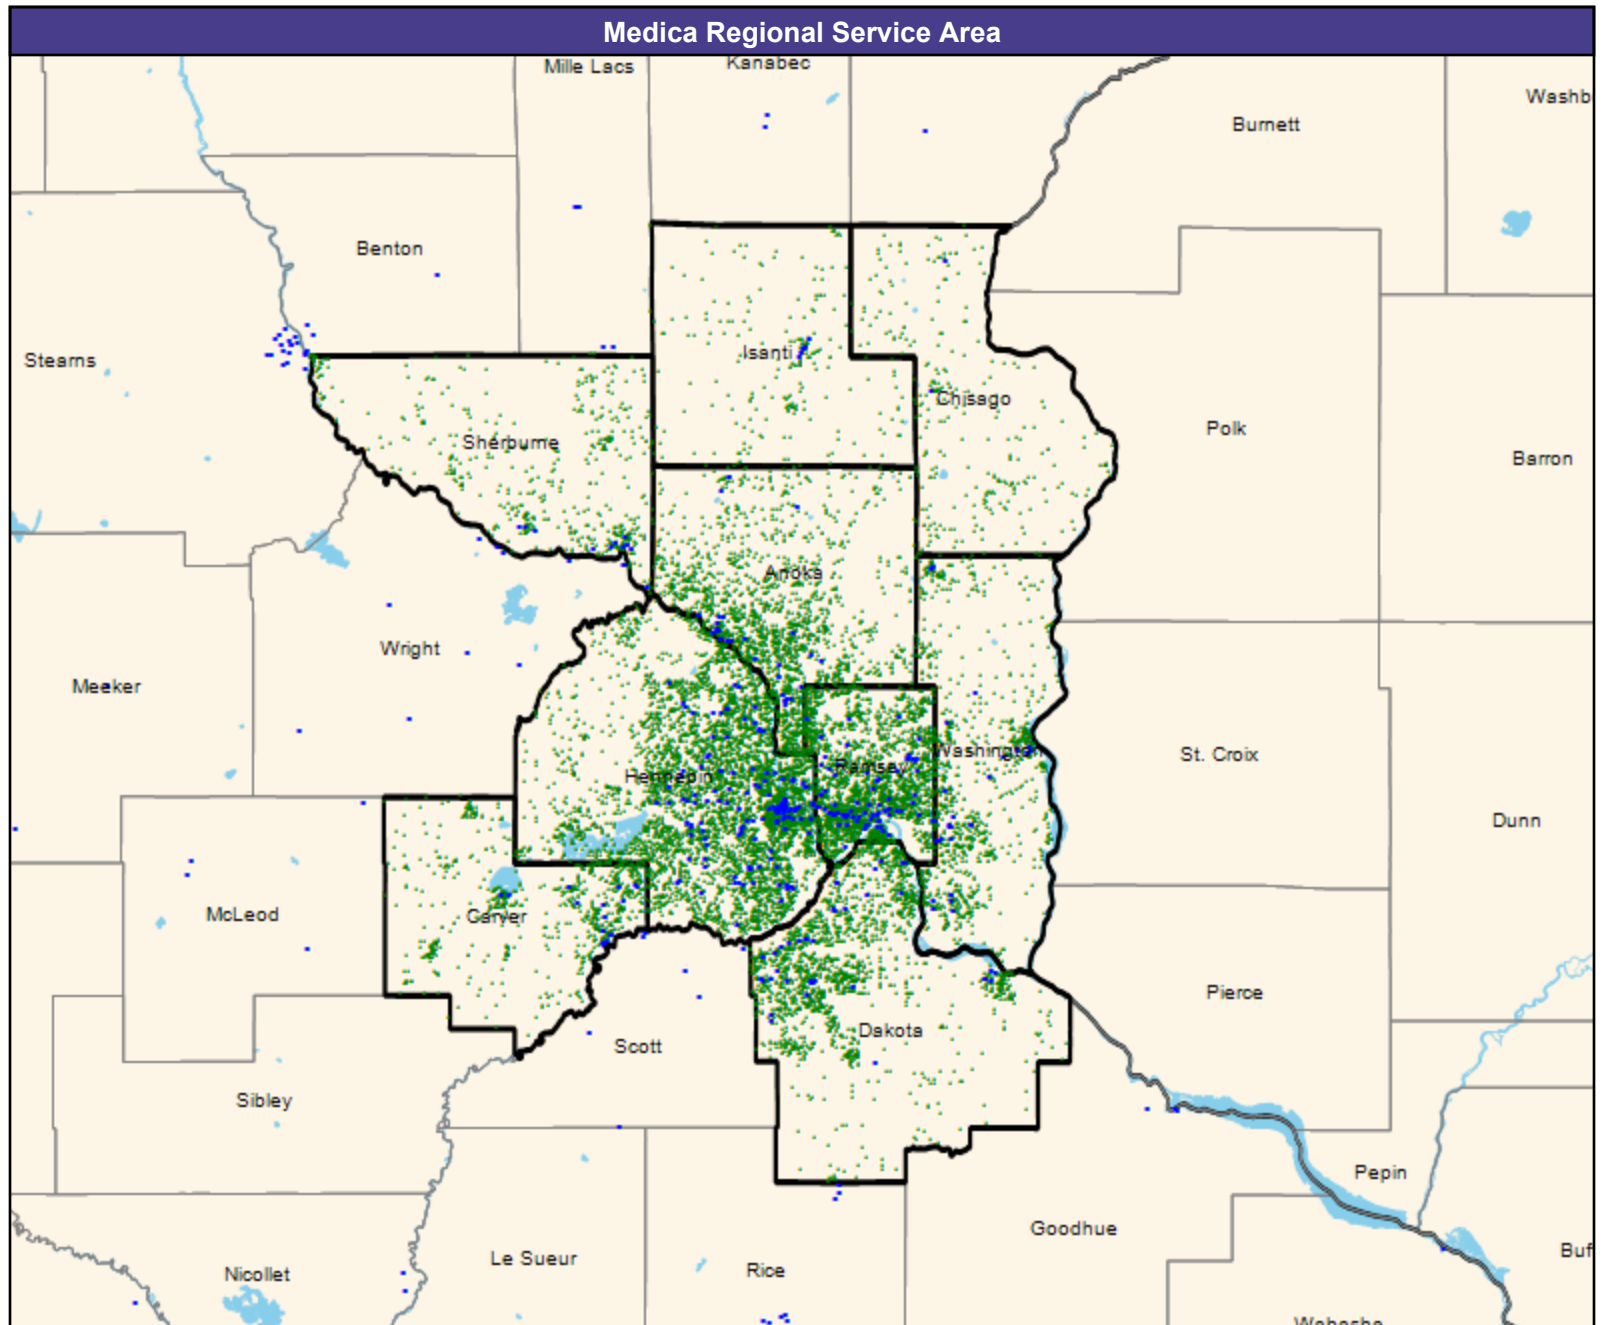 Medica Regional Service Area
Mille Lacs
Kanabec
Washb
Burnett
Benton
Stearns
Isanti
Chisago
Polk
Sherburne
Barron
Anoka
Wright
Meeker
Washington
St. Croix
Hennepin
Ramsey
Dunn
McLeod
Carver
Pierce
Dakota
Scott
Sibley
Pepin
Goodhue
Le Sueur
Rice
Nicollet
Buf